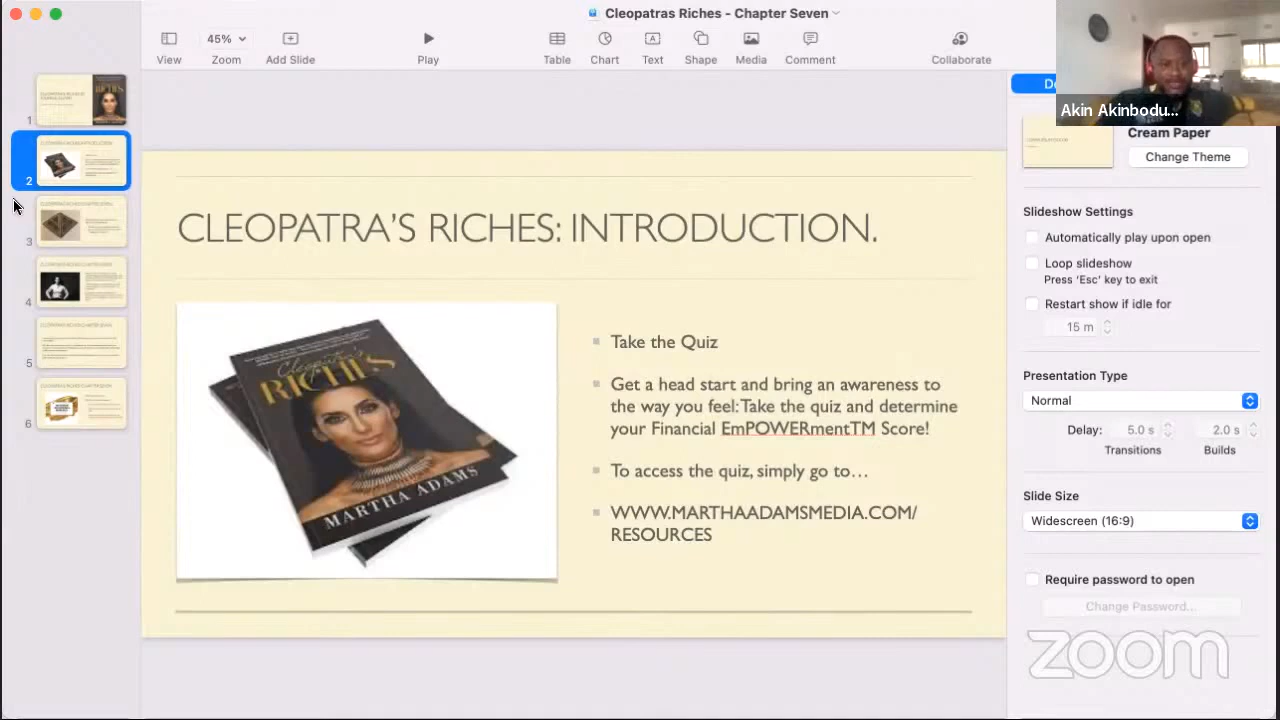 Cleopatras Riches - Chapter Seven
View
45%
Zoom
Add Slide
Play
Table
Chart
Text
Shape
Media
Comment
Collaborate
Akin Akinbodu...
1
2
3
4
5
6
CLEOPATRA’S RICHES: INTRODUCTION.
Cleopatra's
RICHES
MARTHA ADAMS
Take the Quiz
Get a head start and bring an awareness to
the way you feel: Take the quiz and determine
your Financial EmPOWERmentTM Score!
To access the quiz, simply go to…
WWW.MARTHAADAMSMEDIA.COM/
RESOURCES
Cream Paper
Change Theme
Slideshow Settings
Automatically play upon open
Loop slideshow
Press ‘Esc’ key to exit
Restart show if idle for
15 m
Presentation Type
Normal
Delay: 5.0 s 2.0 s
Transitions Builds
Slide Size
Widescreen (16:9)
Require password to open
Change Password...
zoom